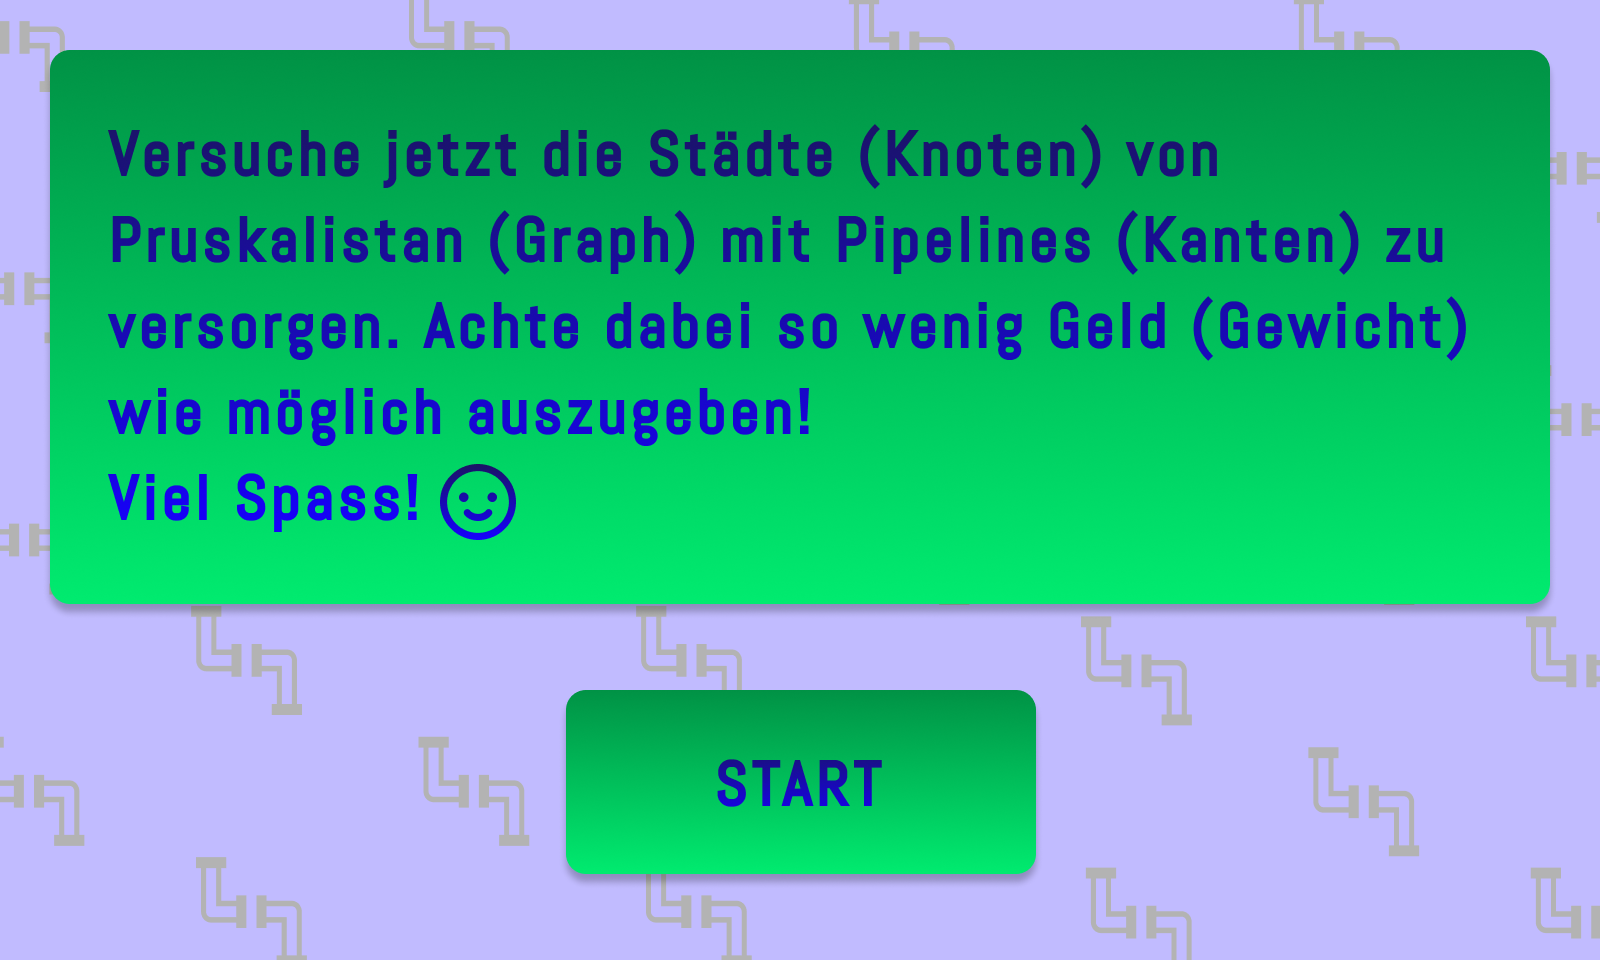 Versuche jetzt die Städte (Knoten) von
Pruskalistan (Graph) mit Pipelines (Kanten) zu
versorgen. Achte dabei so wenig Geld (Gewicht)
wie möglich auszugeben!
Viel Spass!
START